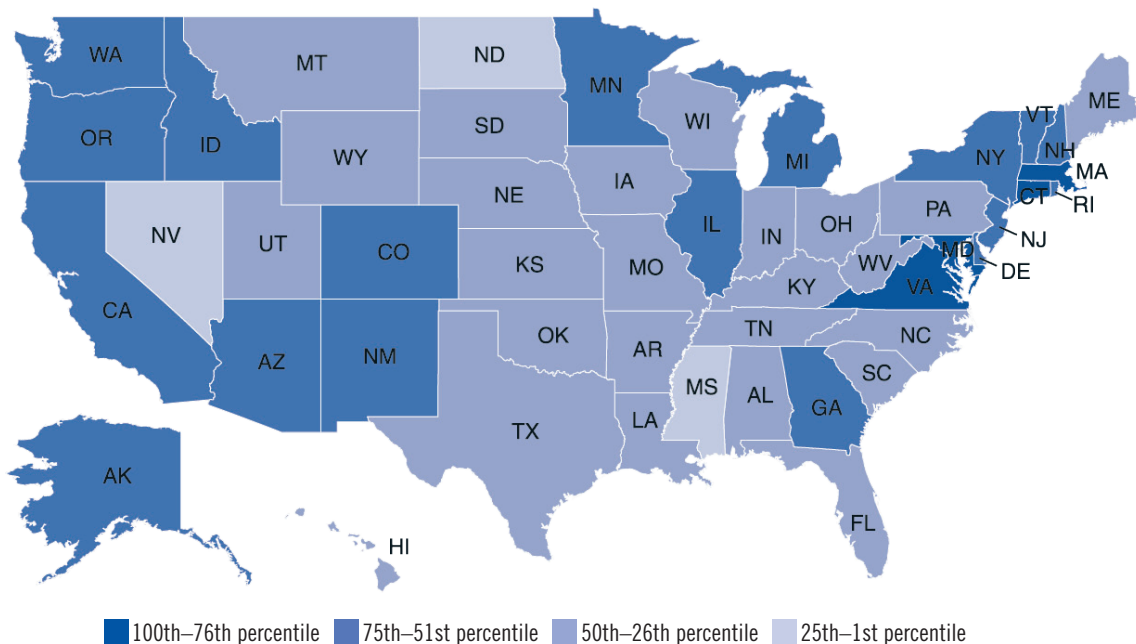 WA
MT
ND
MN
VT
ME
OR
ID
SD
WI
NY
NH
WY
MI
MA
CT
RI
NE
IA
PA
NV
UT
CO
IL
IN
OH
NJ
KS
MO
WV
MD
DE
CA
KY
VA
OK
TN
NC
AZ
NM
AR
MS
AL
GA
SC
TX
LA
AK
FL
HI
100th–76th percentile 75th–51st percentile 50th–26th percentile 25th–1st percentile